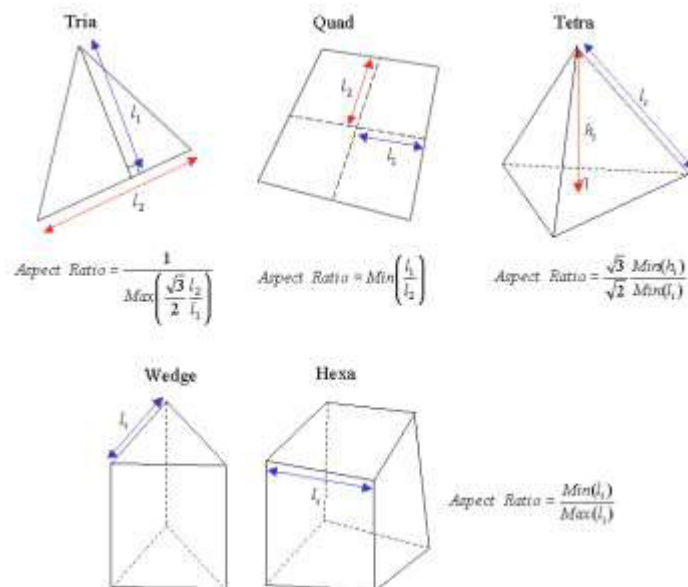 Tria Quad Tetra
l₁
l₂
l₂
hᵢ
lᵢ
Aspect Ratio = 1 / Max(√3/2 l₂/l₁)
Aspect Ratio = Min(l₁/l₂)
Aspect Ratio = √3/√2 Min(hᵢ)/Min(lᵢ)
Wedge Hexa
lᵢ
lᵢ
Aspect Ratio = Min(lᵢ)/Max(lᵢ)